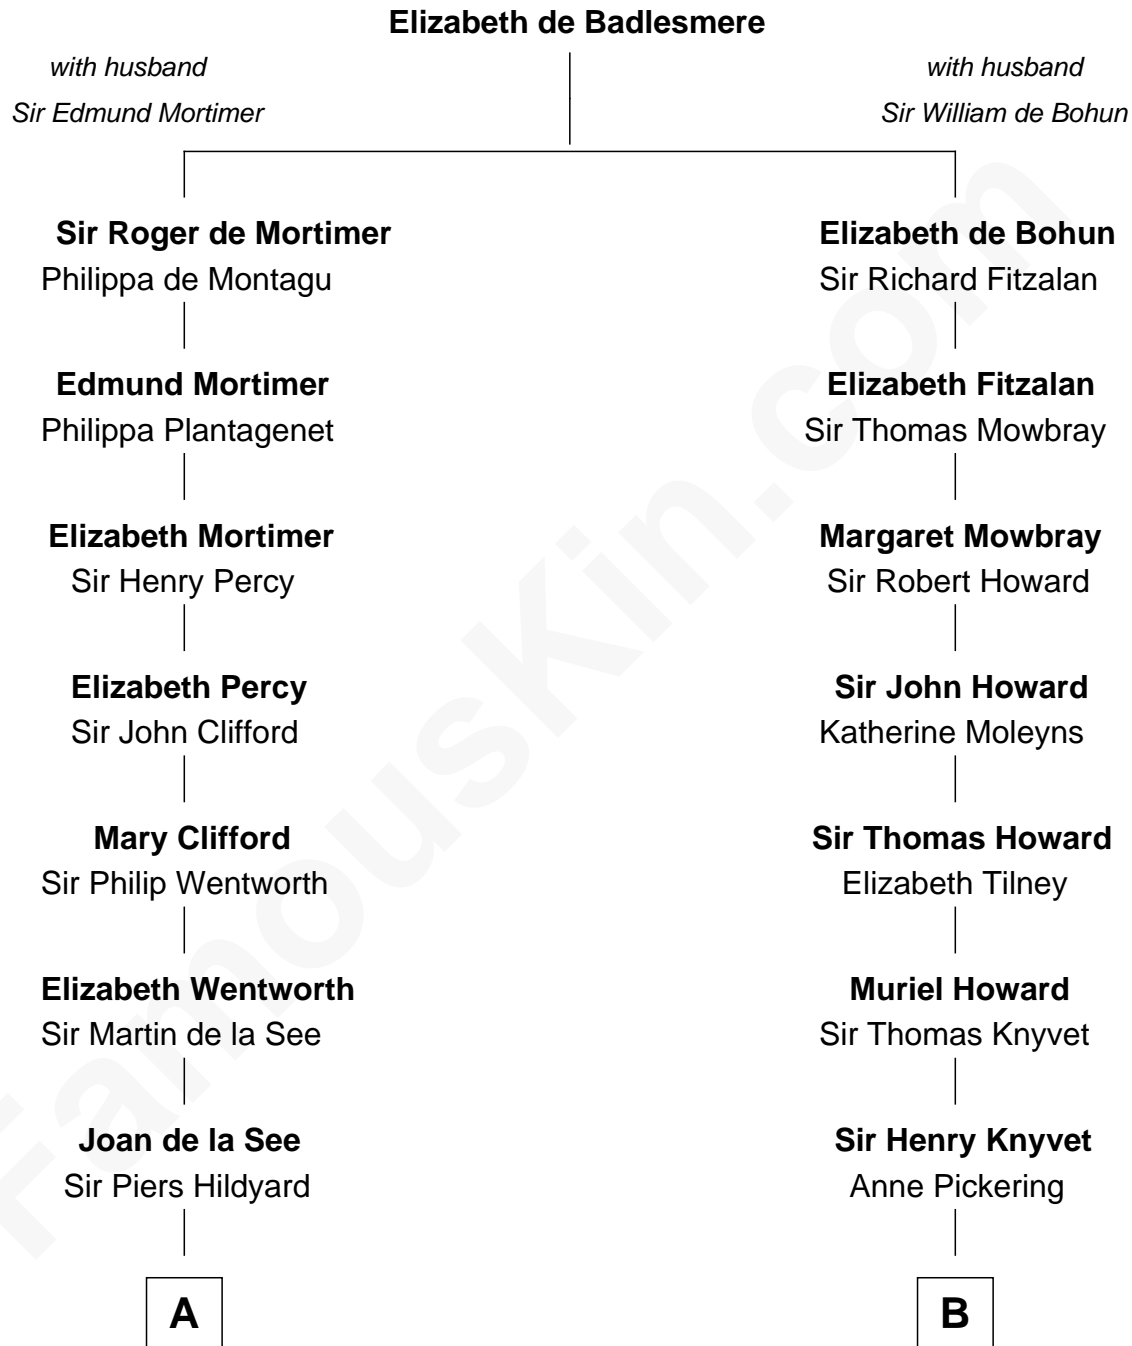 Elizabeth de Badlesmere
with husband
Sir Edmund Mortimer
with husband
Sir William de Bohun
Sir Roger de Mortimer
Philippa de Montagu
Elizabeth de Bohun
Sir Richard Fitzalan
Edmund Mortimer
Philippa Plantagenet
Elizabeth Fitzalan
Sir Thomas Mowbray
Elizabeth Mortimer
Sir Henry Percy
Margaret Mowbray
Sir Robert Howard
Elizabeth Percy
Sir John Clifford
Sir John Howard
Katherine Moleyns
Mary Clifford
Sir Philip Wentworth
Sir Thomas Howard
Elizabeth Tilney
Elizabeth Wentworth
Sir Martin de la See
Muriel Howard
Sir Thomas Knyvet
Joan de la See
Sir Piers Hildyard
Sir Henry Knyvet
Anne Pickering
A
B
FamousKin.com